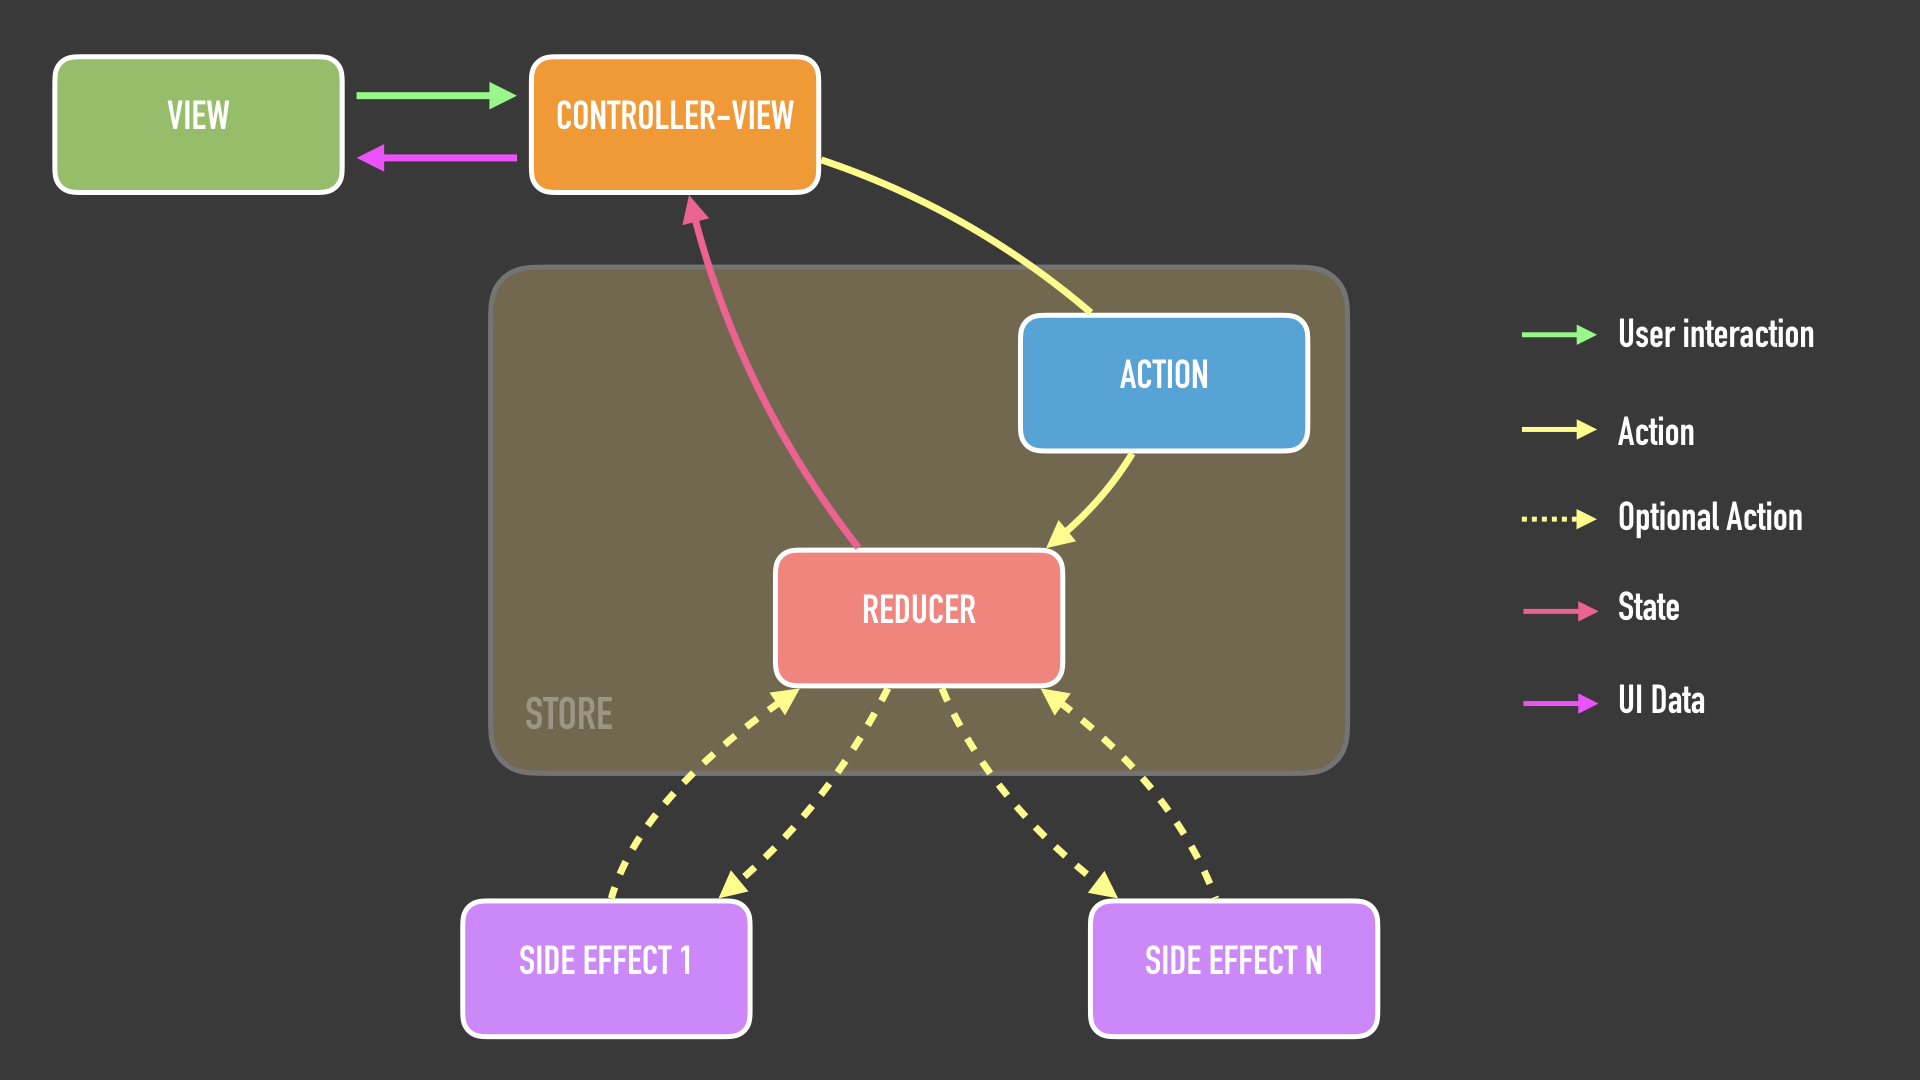 VIEW
CONTROLLER-VIEW
ACTION
REDUCER
STORE
SIDE EFFECT 1
SIDE EFFECT N
User interaction
Action
Optional Action
State
UI Data